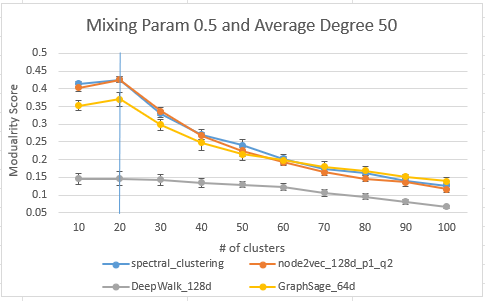 Mixing Param 0.5 and Average Degree 50
0.5
0.45
0.4
0.35
0.3
0.25
0.2
0.15
0.1
0.05
Modualrity Score
10 20 30 40 50 60 70 80 90 100
# of clusters
spectral_clustering node2vec_128d_p1_q2
DeepWalk_128d GraphSage_64d